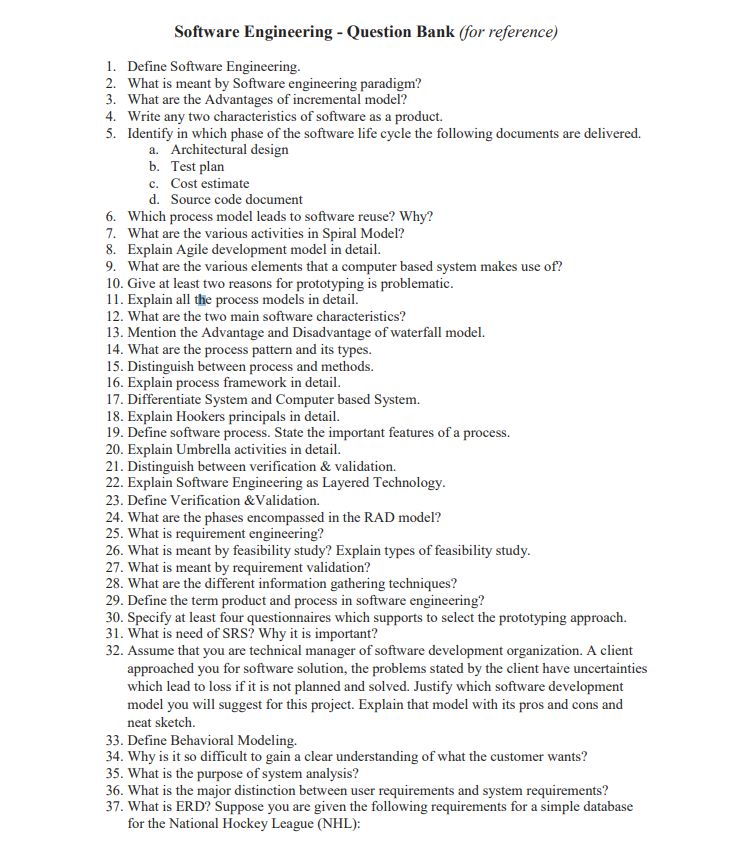 Software Engineering - Question Bank (for reference)
1. Define Software Engineering.
2. What is meant by Software engineering paradigm?
3. What are the Advantages of incremental model?
4. Write any two characteristics of software as a product.
5. Identify in which phase of the software life cycle the following documents are delivered.
a. Architectural design
b. Test plan
c. Cost estimate
d. Source code document
6. Which process model leads to software reuse? Why?
7. What are the various activities in Spiral Model?
8. Explain Agile development model in detail.
9. What are the various elements that a computer based system makes use of?
10. Give at least two reasons for prototyping is problematic.
11. Explain all the process models in detail.
12. What are the two main software characteristics?
13. Mention the Advantage and Disadvantage of waterfall model.
14. What are the process pattern and its types.
15. Distinguish between process and methods.
16. Explain process framework in detail.
17. Differentiate System and Computer based System.
18. Explain Hookers principals in detail.
19. Define software process. State the important features of a process.
20. Explain Umbrella activities in detail.
21. Distinguish between verification & validation.
22. Explain Software Engineering as Layered Technology.
23. Define Verification &Validation.
24. What are the phases encompassed in the RAD model?
25. What is requirement engineering?
26. What is meant by feasibility study? Explain types of feasibility study.
27. What is meant by requirement validation?
28. What are the different information gathering techniques?
29. Define the term product and process in software engineering?
30. Specify at least four questionnaires which supports to select the prototyping approach.
31. What is need of SRS? Why it is important?
32. Assume that you are technical manager of software development organization. A client
approached you for software solution, the problems stated by the client have uncertainties
which lead to loss if it is not planned and solved. Justify which software development
model you will suggest for this project. Explain that model with its pros and cons and
neat sketch.
33. Define Behavioral Modeling.
34. Why is it so difficult to gain a clear understanding of what the customer wants?
35. What is the purpose of system analysis?
36. What is the major distinction between user requirements and system requirements?
37. What is ERD? Suppose you are given the following requirements for a simple database
for the National Hockey League (NHL):